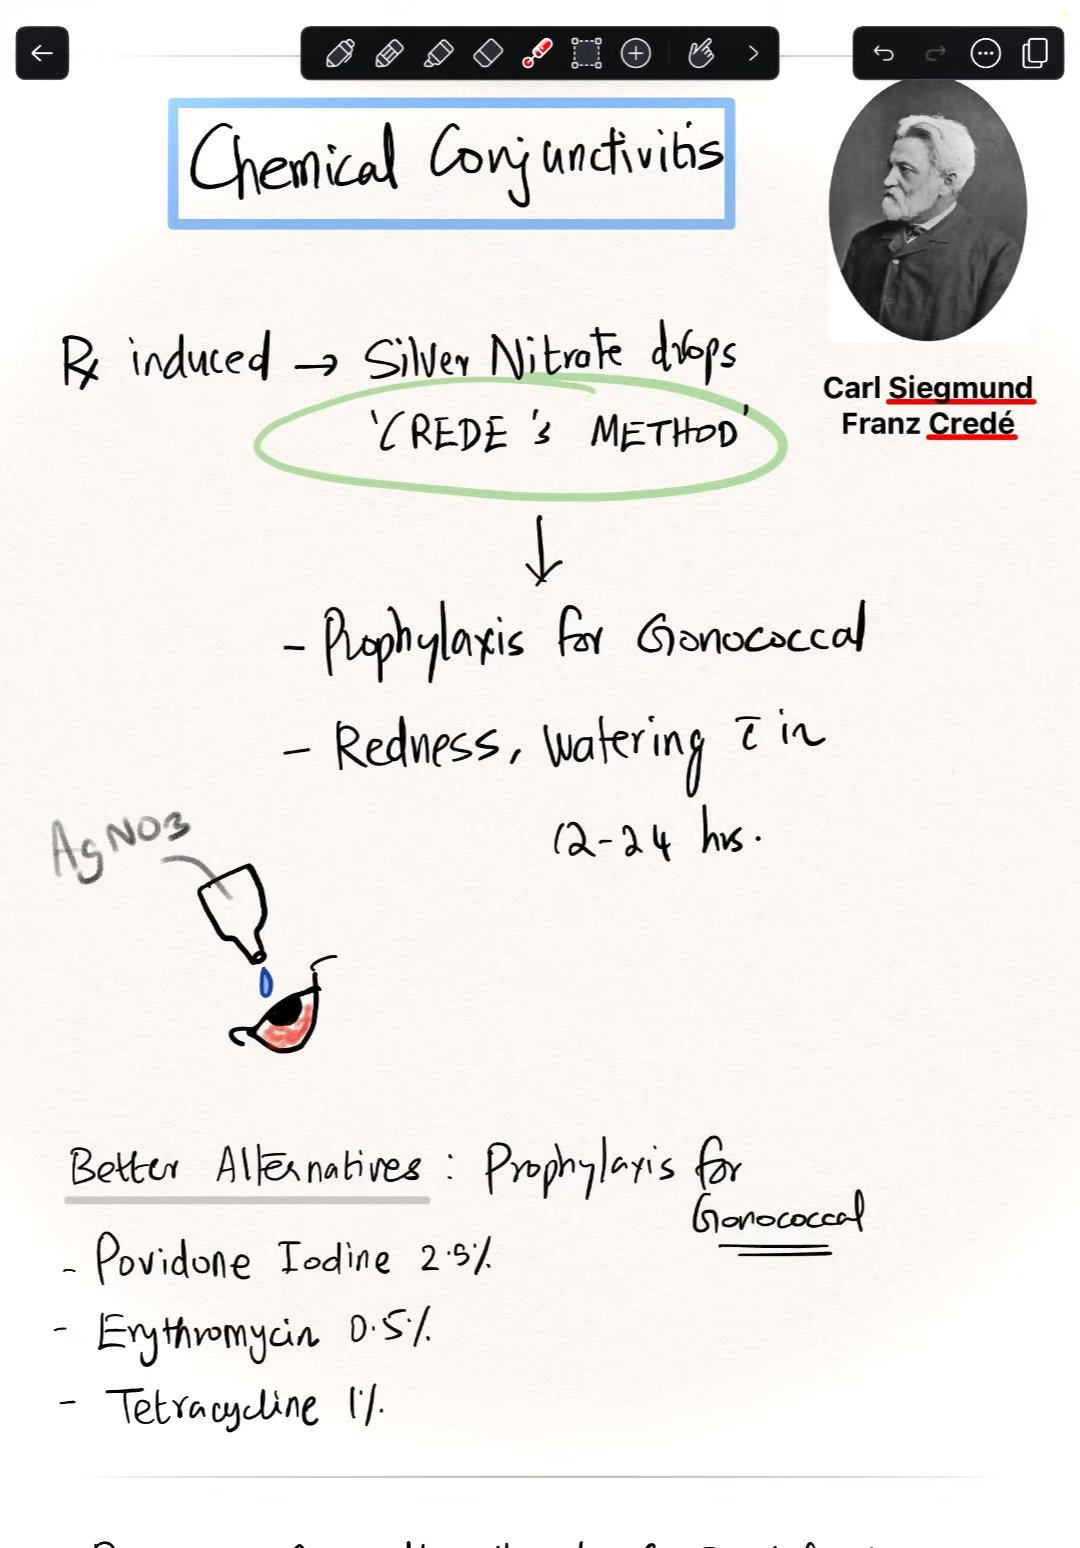 Chemical Conjunctivitis
Rx induced → Silver Nitrate drops
'CREDE's METHOD'
Carl Siegmund
Franz Credé
↓
- Prophylaxis for Gonococcal
- Redness, watering c̄ in
12-24 hrs.
AgNO3
Better Alternatives : Prophylaxis for
Gonococcal
- Povidone Iodine 2.5%
- Erythromycin 0.5%
- Tetracycline 1%.